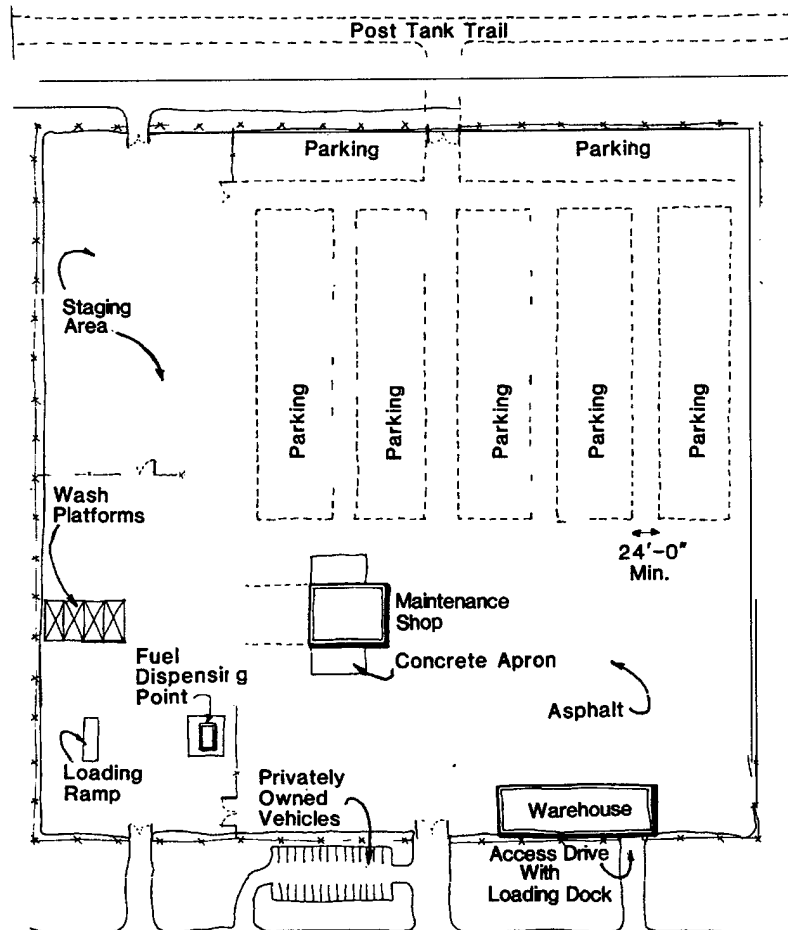 Post Tank Trail
Parking
Parking
Staging
Area
Parking
Parking
Parking
Parking
Parking
Wash
Platforms
24'-0"
Min.
Maintenance
Shop
Concrete Apron
Fuel
Dispensing
Point
Asphalt
Loading
Ramp
Privately
Owned
Vehicles
Warehouse
Access Drive
With
Loading Dock